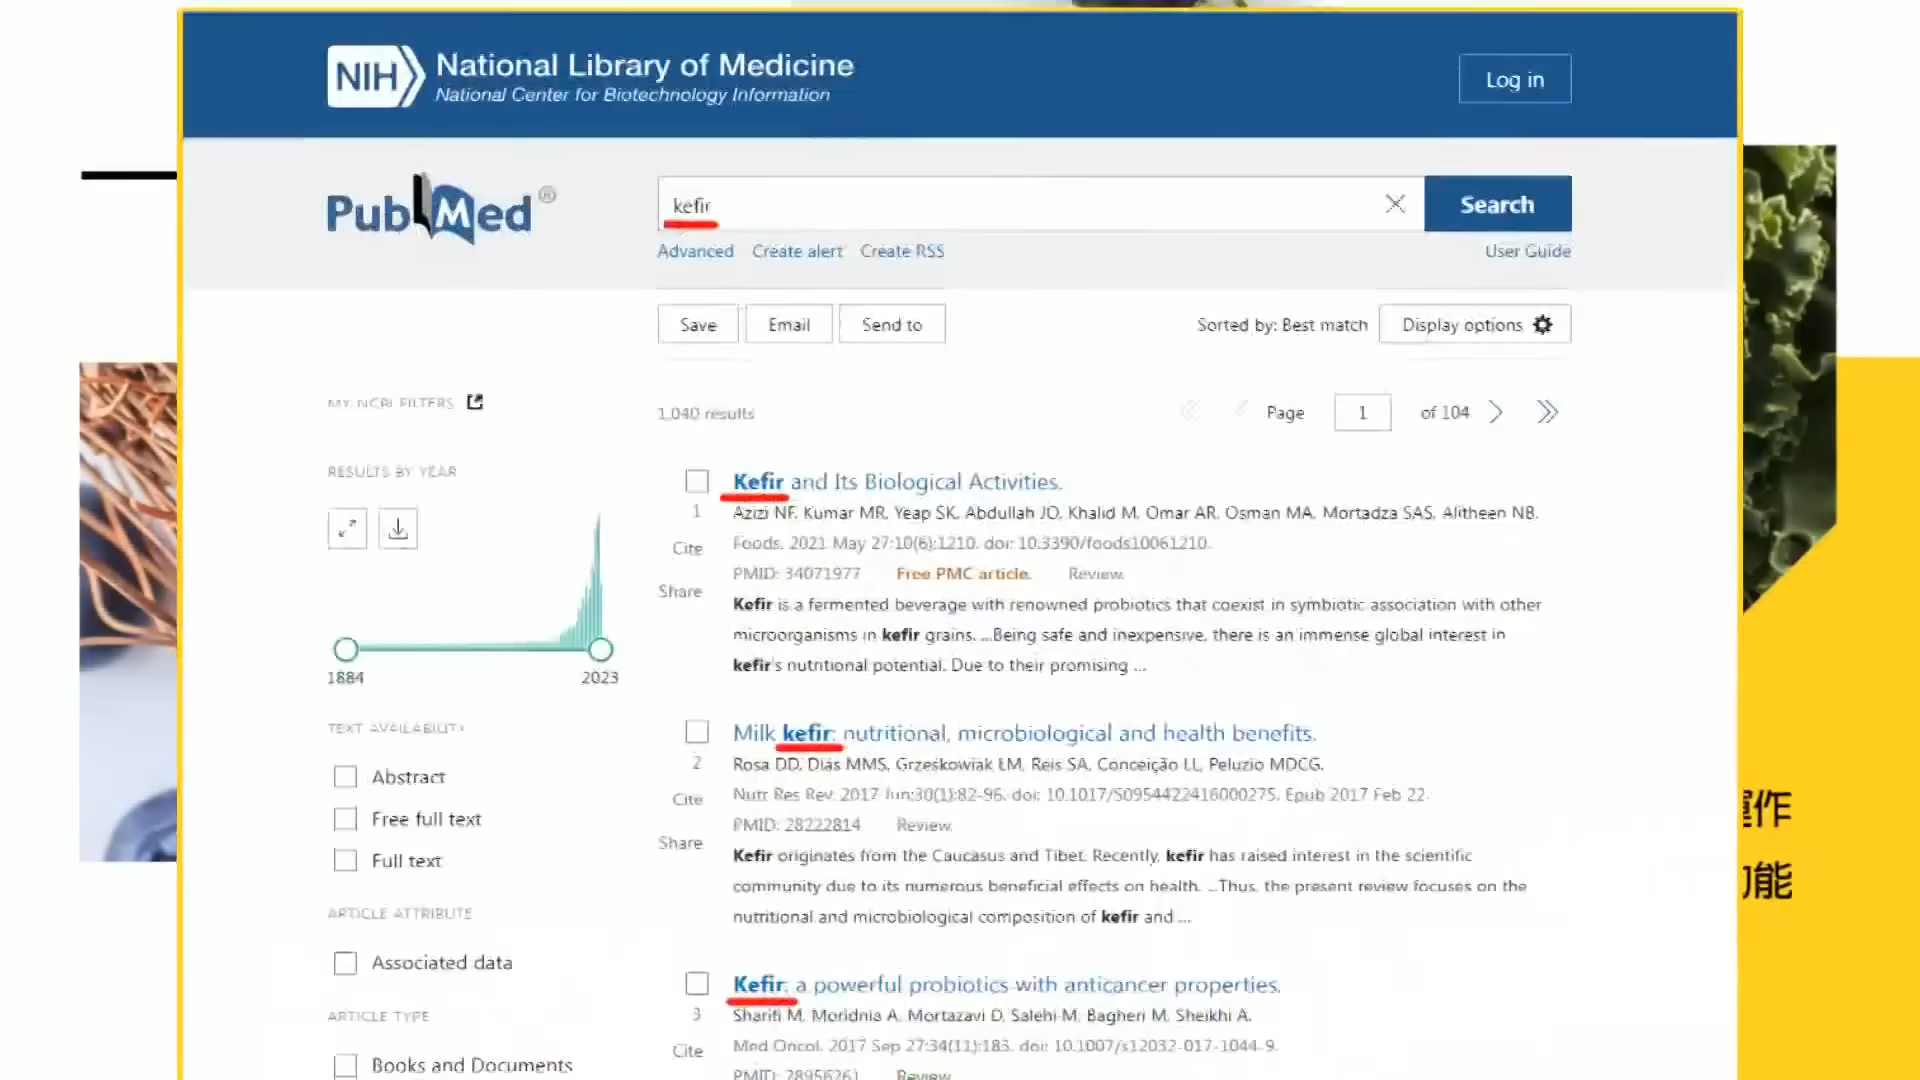 NIH National Library of Medicine
National Center for Biotechnology Information
Log in
PubMed®
kefir
Search
Advanced Create alert Create RSS
User Guide
Save Email Send to
Sorted by: Best match Display options
MY NCBI FILTERS
1,040 results
Page 1 of 104
RESULTS BY YEAR
1884 2023
TEXT AVAILABILITY
Abstract
Free full text
Full text
ARTICLE ATTRIBUTE
Associated data
ARTICLE TYPE
Books and Documents
Kefir and Its Biological Activities.
1
Azizi NF, Kumar MR, Yeap SK, Abdullah JO, Khalid M, Omar AR, Osman MA, Mortadza SAS, Alitheen NB.
Cite
Foods. 2021 May 27;10(6):1210. doi: 10.3390/foods10061210.
PMID: 34071977 Free PMC article. Review.
Share
Kefir is a fermented beverage with renowned probiotics that coexist in symbiotic association with other
microorganisms in kefir grains. ...Being safe and inexpensive, there is an immense global interest in
kefir's nutritional potential. Due to their promising ...
Milk kefir: nutritional, microbiological and health benefits.
2
Rosa DD, Dias MMS, Grześkowiak ŁM, Reis SA, Conceição LL, Peluzio MDCG.
Cite
Nutr Res Rev. 2017 Jun;30(1):82-96. doi: 10.1017/S0954422416000275. Epub 2017 Feb 22.
PMID: 28222814 Review.
Share
Kefir originates from the Caucasus and Tibet. Recently, kefir has raised interest in the scientific
community due to its numerous beneficial effects on health. ...Thus, the present review focuses on the
nutritional and microbiological composition of kefir and ...
Kefir: a powerful probiotics with anticancer properties.
3
Sharifi M, Moridnia A, Mortazavi D, Salehi M, Bagheri M, Sheikhi A.
Cite
Med Oncol. 2017 Sep 27;34(11):183. doi: 10.1007/s12032-017-1044-9.
PMID: 28956261 Review.
作
能